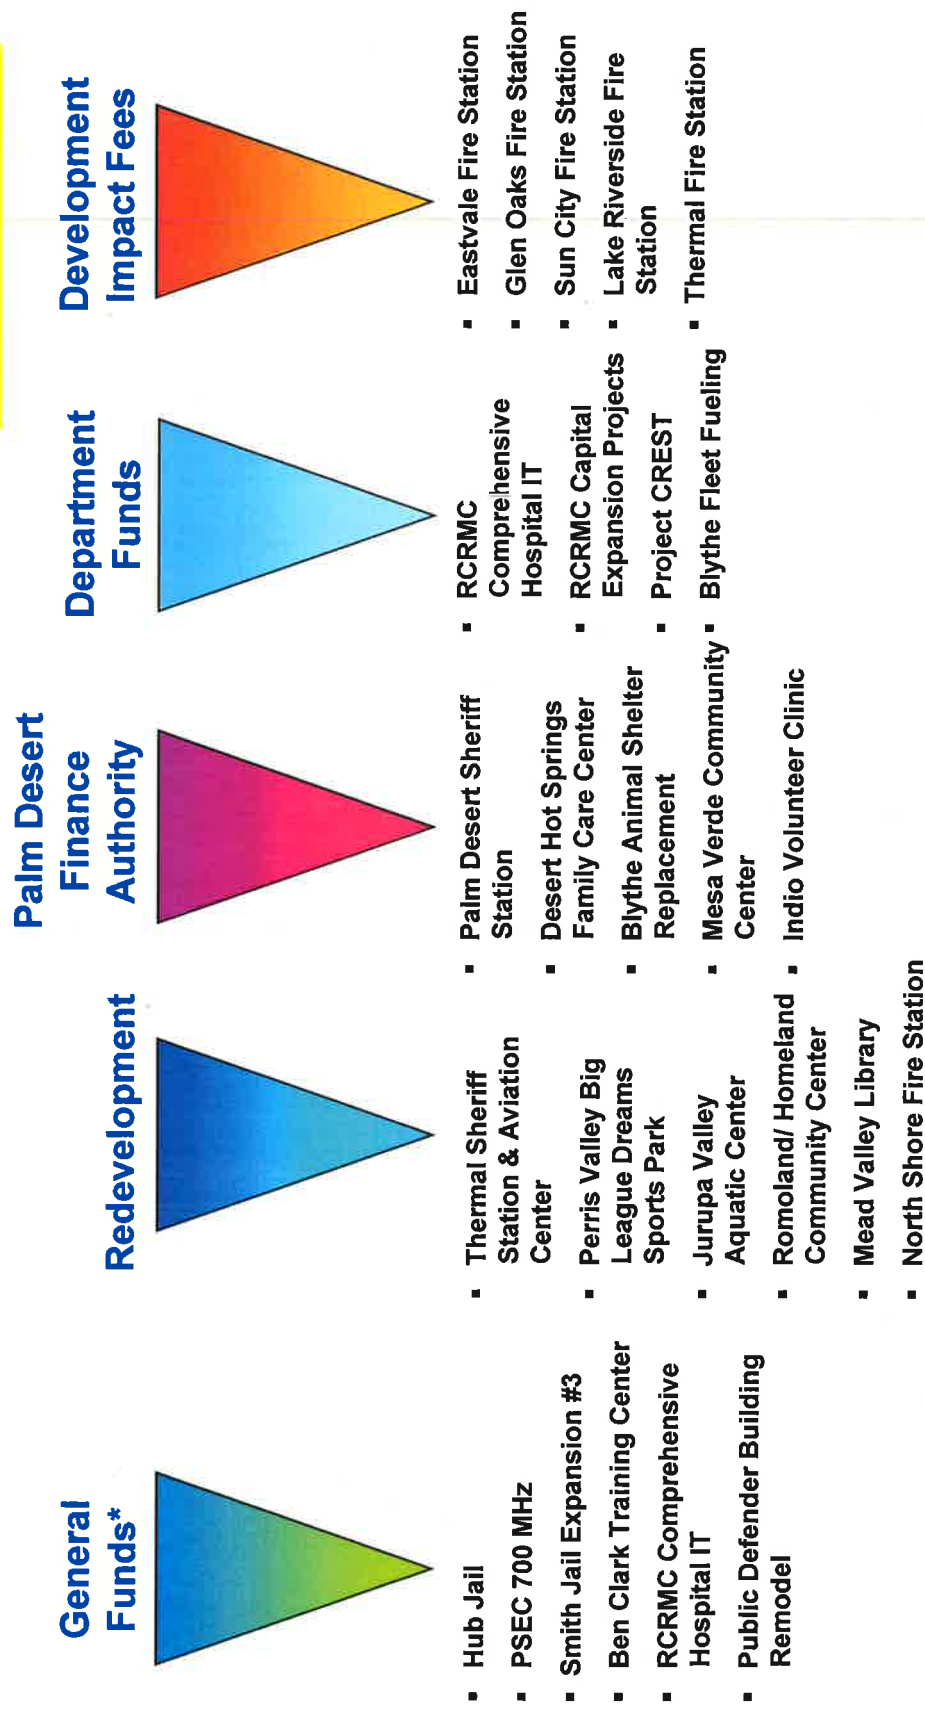 General
Funds*
▪ Hub Jail
▪ PSEC 700 MHz
▪ Smith Jail Expansion #3
▪ Ben Clark Training Center
▪ RCRMC Comprehensive
Hospital IT
▪ Public Defender Building
Remodel
Redevelopment
▪ Thermal Sheriff
Station & Aviation
Center
▪ Perris Valley Big
League Dreams
Sports Park
▪ Jurupa Valley
Aquatic Center
▪ Romoland/ Homeland
Community Center
▪ Mead Valley Library
▪ North Shore Fire Station
Palm Desert
Finance
Authority
▪ Palm Desert Sheriff
Station
▪ Desert Hot Springs
Family Care Center
▪ Blythe Animal Shelter
Replacement
▪ Mesa Verde Community
Center
▪ Indio Volunteer Clinic
Department
Funds
▪ RCRMC
Comprehensive
Hospital IT
▪ RCRMC Capital
Expansion Projects
▪ Project CREST
▪ Blythe Fleet Fueling
Development
Impact Fees
▪ Eastvale Fire Station
▪ Glen Oaks Fire Station
▪ Sun City Fire Station
▪ Lake Riverside Fire
Station
▪ Thermal Fire Station